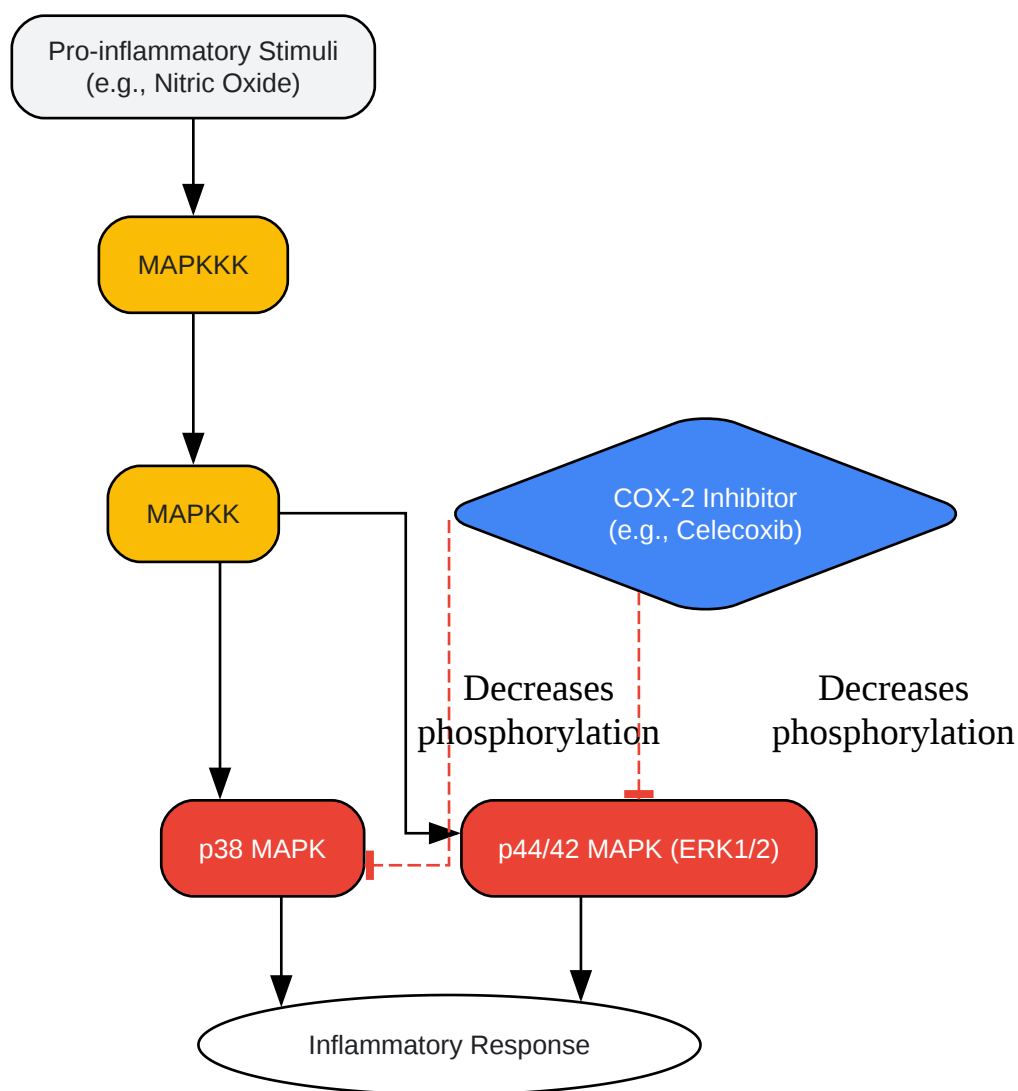 Pro-inflammatory Stimuli
(e.g., Nitric Oxide)
MAPKKK
MAPKK
COX-2 Inhibitor
(e.g., Celecoxib)
Decreases
phosphorylation
Decreases
phosphorylation
p38 MAPK
p44/42 MAPK (ERK1/2)
Inflammatory Response